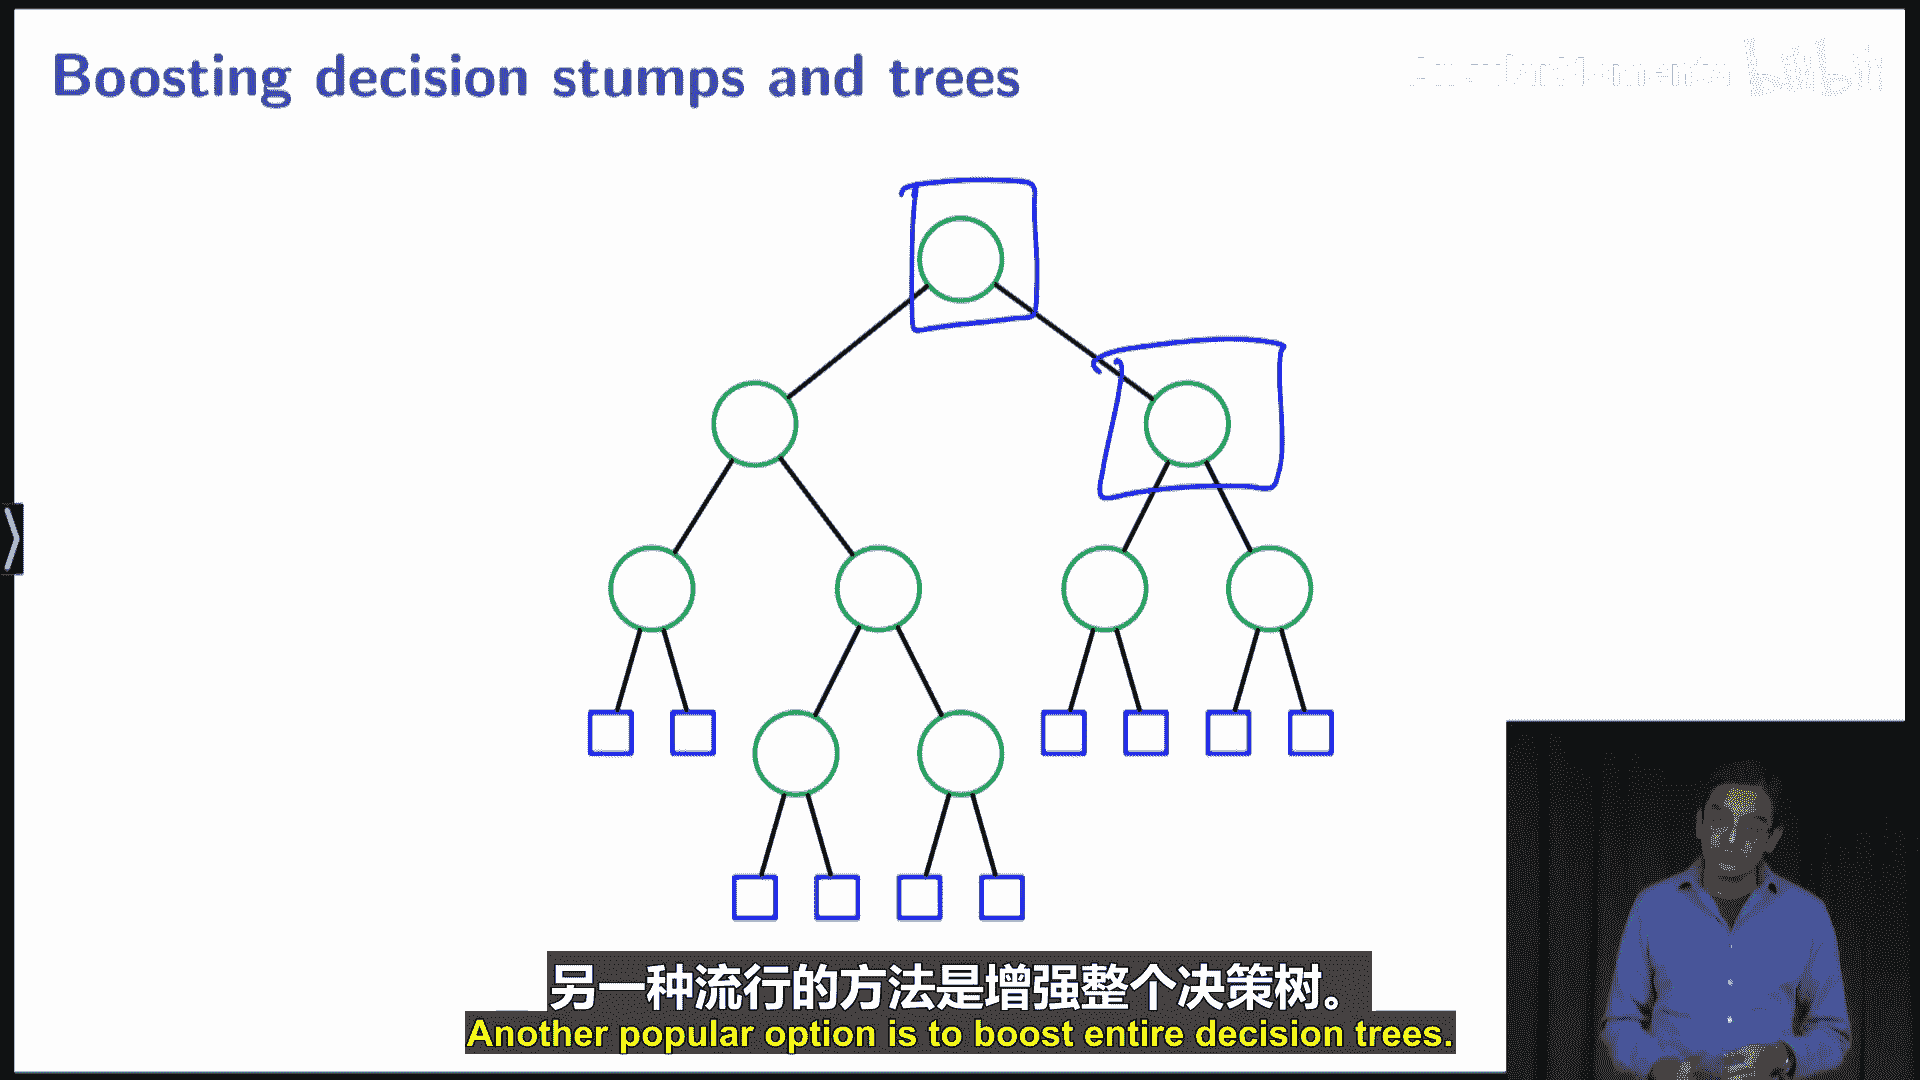 Boosting decision stumps and trees
另一种流行的方法是增强整个决策树。
Another popular option is to boost entire decision trees.